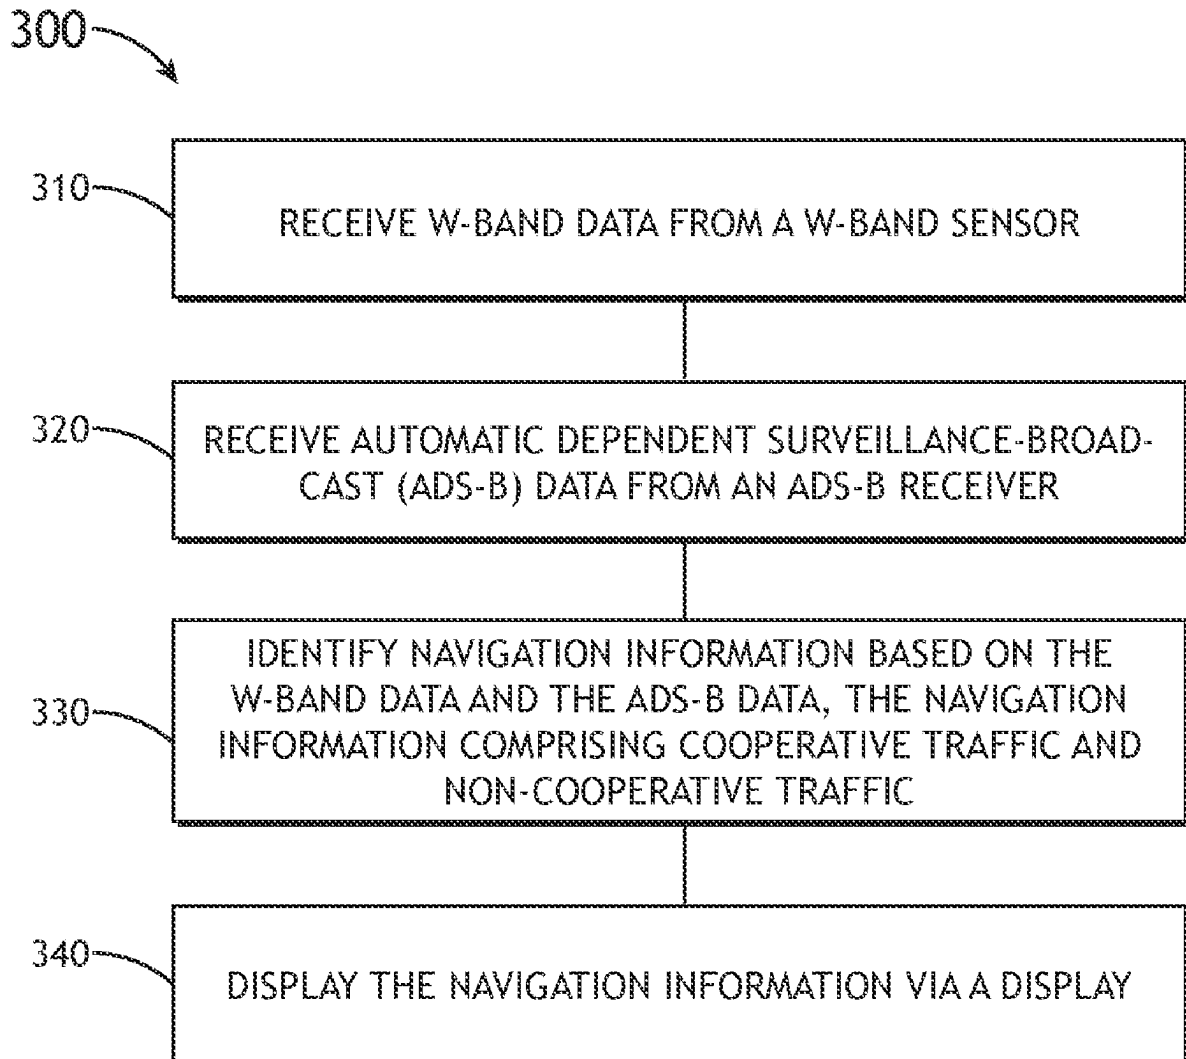 300
310
RECEIVE W-BAND DATA FROM A W-BAND SENSOR
320
RECEIVE AUTOMATIC DEPENDENT SURVEILLANCE-BROAD-
CAST (ADS-B) DATA FROM AN ADS-B RECEIVER
330
IDENTIFY NAVIGATION INFORMATION BASED ON THE
W-BAND DATA AND THE ADS-B DATA, THE NAVIGATION
INFORMATION COMPRISING COOPERATIVE TRAFFIC AND
NON-COOPERATIVE TRAFFIC
340
DISPLAY THE NAVIGATION INFORMATION VIA A DISPLAY